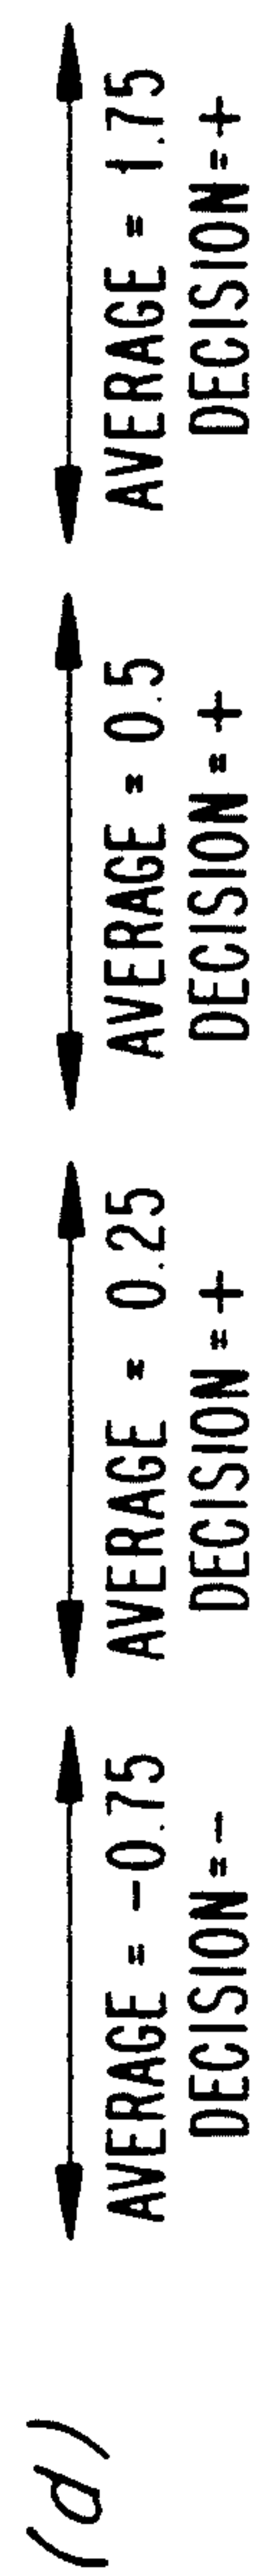 (d)
AVERAGE = -0.75
DECISION = -
AVERAGE = 0.25
DECISION = +
AVERAGE = 0.5
DECISION = +
AVERAGE = 1.75
DECISION = +